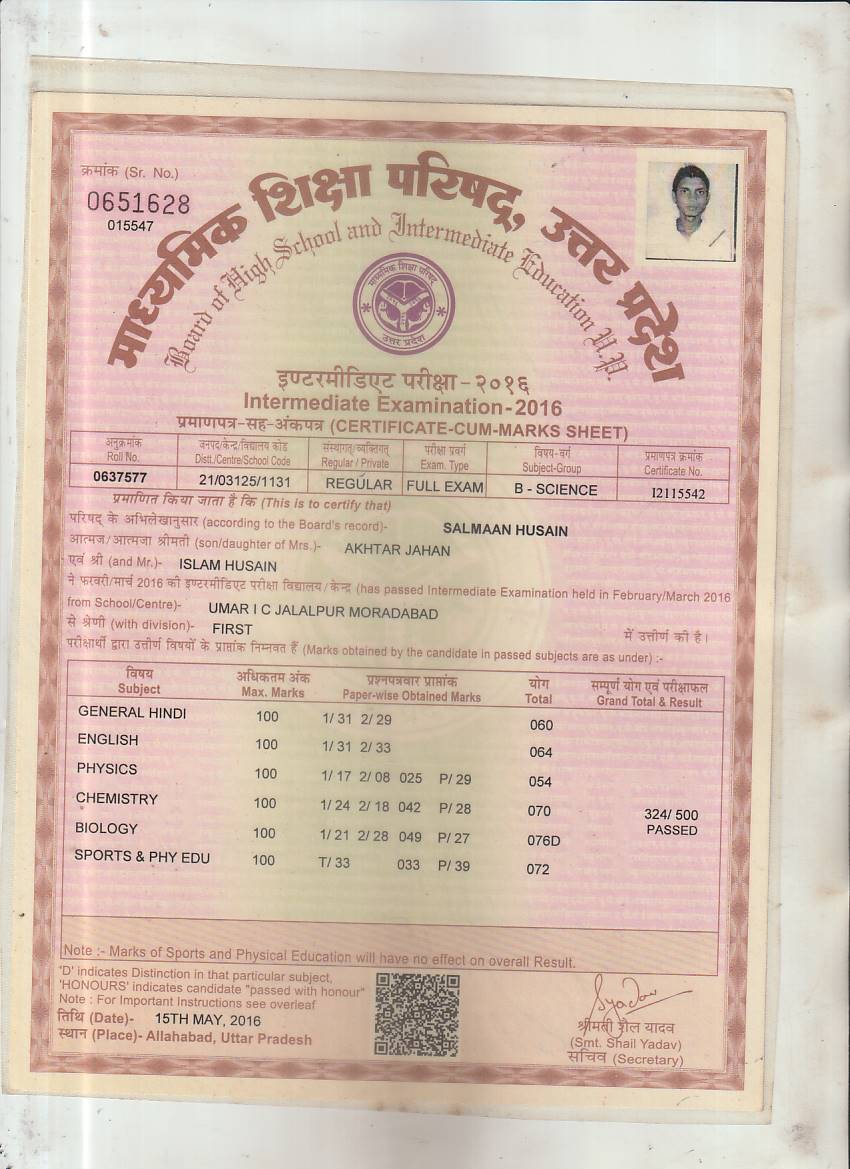 क्रमांक (Sr. No.)
0651628
015547
माध्यमिक शिक्षा परिषद्, उत्तर प्रदेश
Board of High School and Intermediate Education U.P.
माध्यमिक शिक्षा परिषद्
उत्तर प्रदेश
इण्टरमीडिएट परीक्षा - २०१६
Intermediate Examination - 2016
प्रमाणपत्र-सह-अंकपत्र (CERTIFICATE-CUM-MARKS SHEET)
अनुक्रमांक जनपद/केन्द्र/विद्यालय कोड संस्थागत/व्यक्तिगत परीक्षा प्रवर्ग विषय-वर्ग प्रमाणपत्र क्रमांक
Roll No. Distt./Centre/School Code Regular / Private Exam. Type Subject-Group Certificate No.
0637577 21/03125/1131 REGULAR FULL EXAM B - SCIENCE I2115542
प्रमाणित किया जाता है कि (This is to certify that)
परिषद् के अभिलेखानुसार (according to the Board's record)- SALMAAN HUSAIN
आत्मज/आत्मजा श्रीमती (son/daughter of Mrs.)- AKHTAR JAHAN
एवं श्री (and Mr.)- ISLAM HUSAIN
ने फरवरी/मार्च 2016 की इण्टरमीडिएट परीक्षा विद्यालय/केन्द्र (has passed Intermediate Examination held in February/March 2016
from School/Centre)- UMAR I C JALALPUR MORADABAD
से श्रेणी (with division)- FIRST में उत्तीर्ण की है।
परीक्षार्थी द्वारा उत्तीर्ण विषयों के प्राप्तांक निम्नवत हैं (Marks obtained by the candidate in passed subjects are as under) :-
विषय अधिकतम अंक प्रश्नपत्रवार प्राप्तांक योग सम्पूर्ण योग एवं परीक्षाफल
Subject Max. Marks Paper-wise Obtained Marks Total Grand Total & Result
GENERAL HINDI 100 1/ 31 2/ 29 060
ENGLISH 100 1/ 31 2/ 33 064
PHYSICS 100 1/ 17 2/ 08 025 P/ 29 054
CHEMISTRY 100 1/ 24 2/ 18 042 P/ 28 070 324/ 500
PASSED
BIOLOGY 100 1/ 21 2/ 28 049 P/ 27 076D
SPORTS & PHY EDU 100 T/ 33 033 P/ 39 072
Note :- Marks of Sports and Physical Education will have no effect on overall Result.
'D' indicates Distinction in that particular subject,
'HONOURS' indicates candidate "passed with honour"
Note : For Important Instructions see overleaf
तिथि (Date)- 15TH MAY, 2016
स्थान (Place)- Allahabad, Uttar Pradesh
Syadav
श्रीमती शैल यादव
(Smt. Shail Yadav)
सचिव (Secretary)